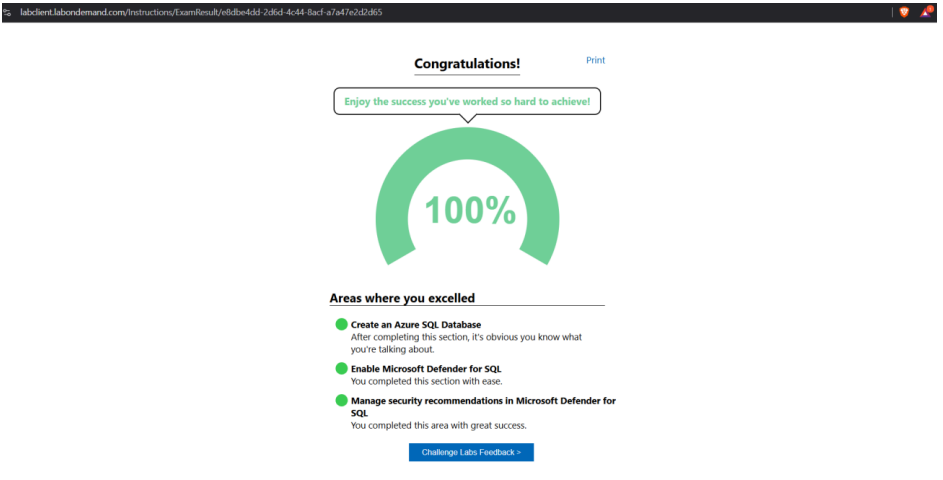 labclient.labondemand.com/Instructions/ExamResult/e8dbe4dd-2d6d-4c44-8acf-a7a47e2d2d65
Congratulations!
Print
Enjoy the success you've worked so hard to achieve!
100%
Areas where you excelled
Create an Azure SQL Database
After completing this section, it's obvious you know what
you're talking about.
Enable Microsoft Defender for SQL
You completed this section with ease.
Manage security recommendations in Microsoft Defender for
SQL
You completed this area with great success.
Challenge Labs Feedback >